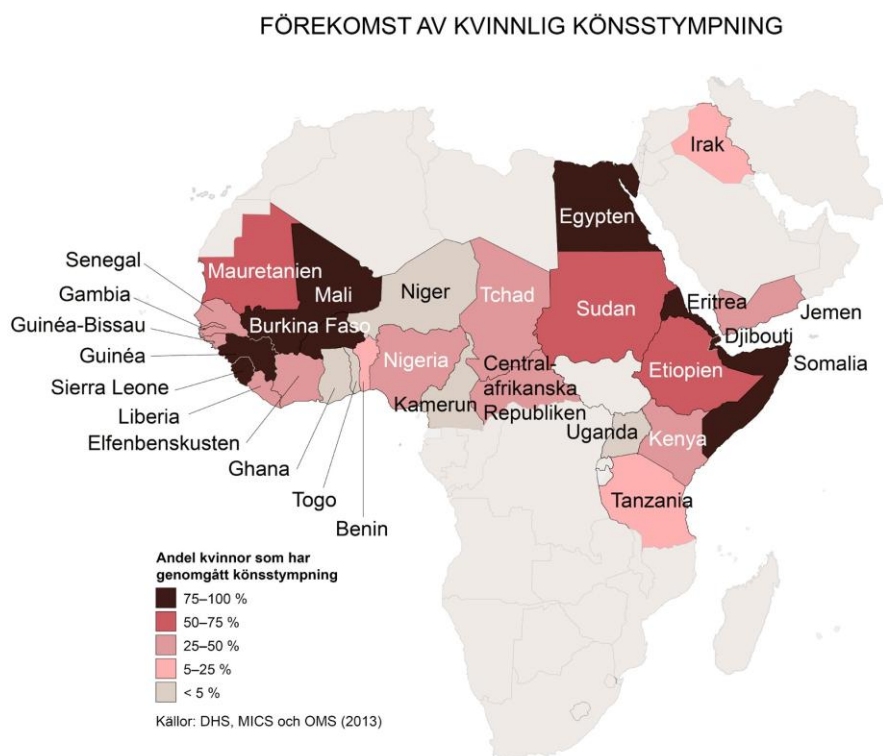 FÖREKOMST AV KVINNLIG KÖNSSTYMPNING
Irak
Egypten
Senegal
Mauretanien
Gambia
Mali
Niger
Tchad
Sudan
Eritrea
Jemen
Guinéa-Bissau
Burkina Faso
Djibouti
Guinéa
Nigeria
Central-
afrikanska
Republiken
Etiopien
Somalia
Sierra Leone
Liberia
Kamerun
Elfenbenskusten
Uganda
Kenya
Ghana
Togo
Tanzania
Benin
Andel kvinnor som har
genomgått könsstympning
75–100 %
50–75 %
25–50 %
5–25 %
< 5 %
Källor: DHS, MICS och OMS (2013)